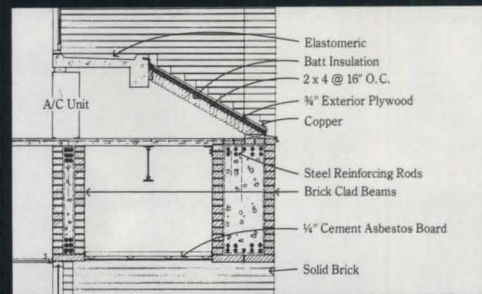 Elastomeric
Batt Insulation
2 x 4 @ 16" O.C.
¾" Exterior Plywood
A/C Unit
Copper
Steel Reinforcing Rods
Brick Clad Beams
¼" Cement Asbestos Board
Solid Brick